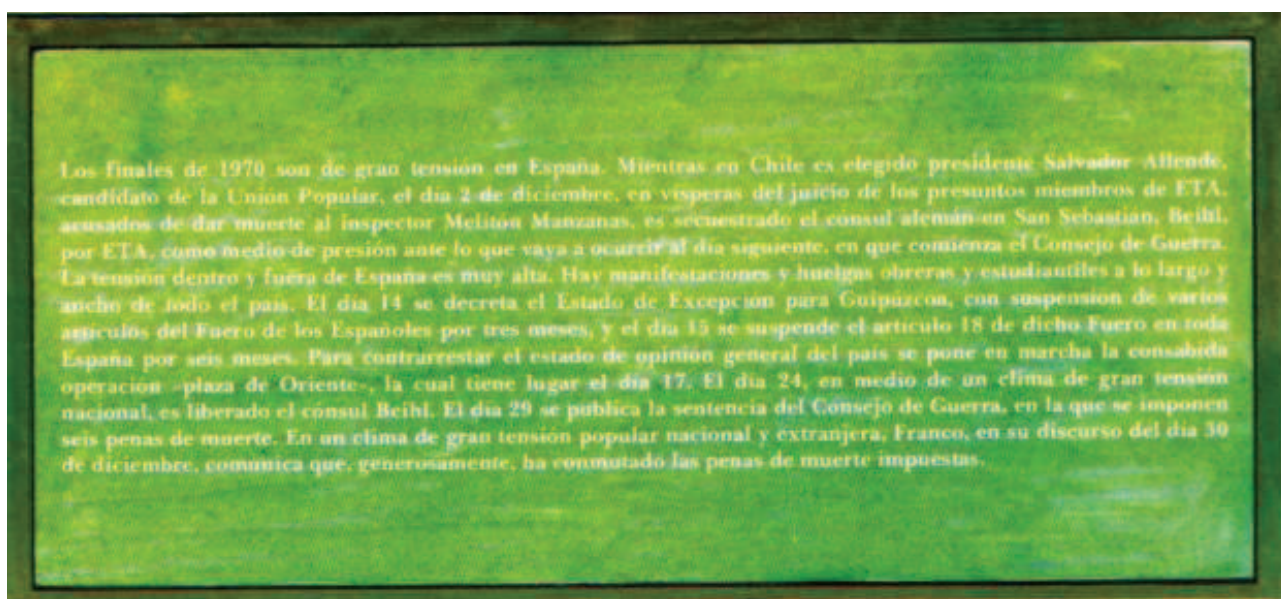 Los finales de 1970 son de gran tensión en España. Mientras en Chile es elegido presidente Salvador Allende,
candidato de la Unión Popular, el día 2 de diciembre, en vísperas del juicio de los presuntos miembros de ETA,
acusados de dar muerte al inspector Melitón Manzanas, es secuestrado el cónsul alemán en San Sebastián, Beihl,
por ETA, como medio de presión ante lo que vaya a ocurrir al día siguiente, en que comienza el Consejo de Guerra.
La tensión dentro y fuera de España es muy alta. Hay manifestaciones y huelgas obreras y estudiantiles a lo largo y
ancho de todo el país. El día 14 se decreta el Estado de Excepción para Guipúzcoa, con suspensión de varios
artículos del Fuero de los Españoles por tres meses, y el día 15 se suspende el artículo 18 de dicho Fuero en toda
España por seis meses. Para contrarrestar el estado de opinión general del país se pone en marcha la consabida
operación «plaza de Oriente», la cual tiene lugar el día 17. El día 24, en medio de un clima de gran tensión
nacional, es liberado el cónsul Beihl. El día 29 se publica la sentencia del Consejo de Guerra, en la que se imponen
seis penas de muerte. En un clima de gran tensión popular nacional y extranjera, Franco, en su discurso del día 30
de diciembre, comunica que, generosamente, ha conmutado las penas de muerte impuestas.